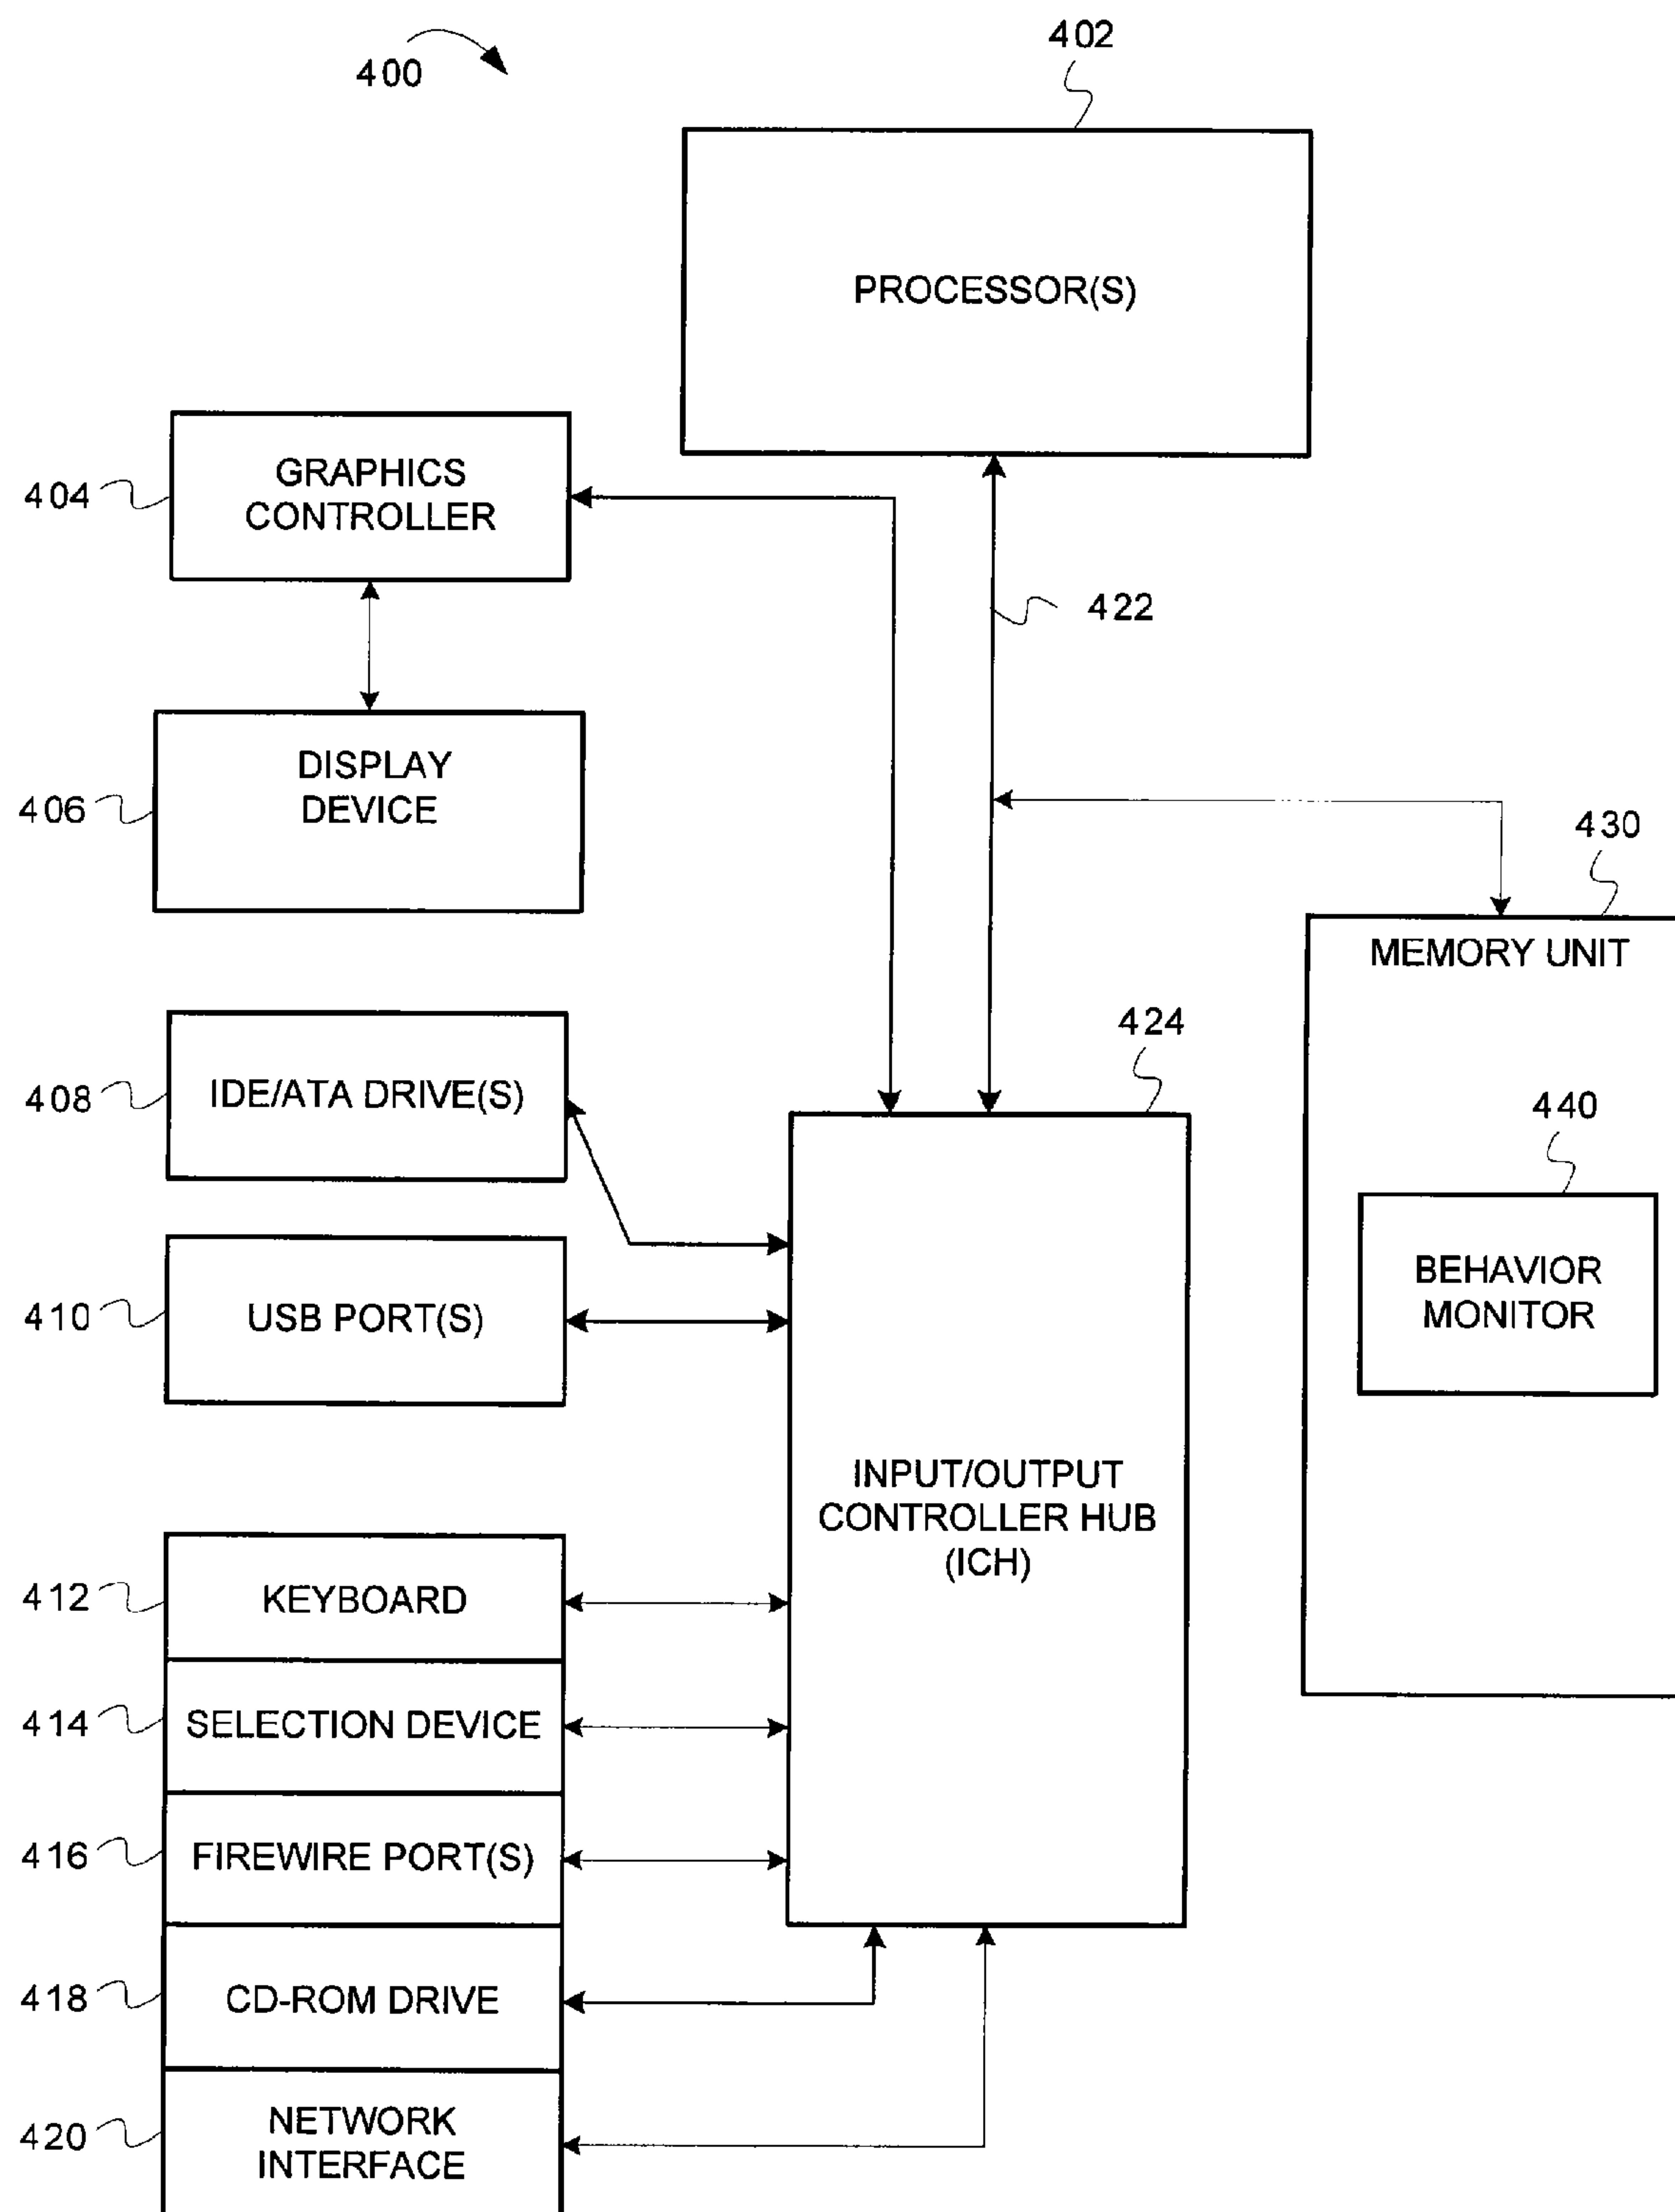 400
402
PROCESSOR(S)
404
GRAPHICS
CONTROLLER
422
406
DISPLAY
DEVICE
430
MEMORY UNIT
424
408
IDE/ATA DRIVE(S)
440
BEHAVIOR
MONITOR
410
USB PORT(S)
INPUT/OUTPUT
CONTROLLER HUB
(ICH)
412
KEYBOARD
414
SELECTION DEVICE
416
FIREWIRE PORT(S)
418
CD-ROM DRIVE
420
NETWORK
INTERFACE